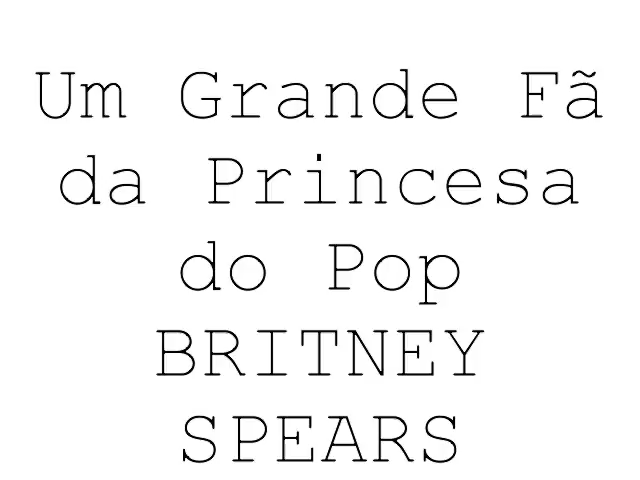 Um Grande Fã
da Princesa
do Pop
BRITNEY
SPEARS